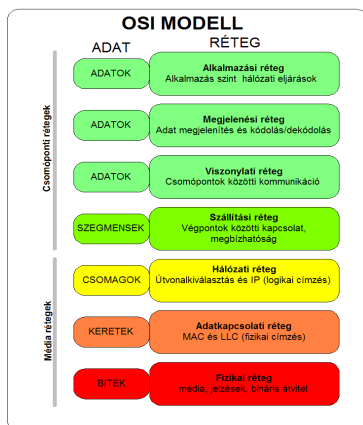 OSI MODELL
ADAT
RÉTEG
Csomóponti rétegek
ADATOK
Alkalmazási réteg
Alkalmazás szint hálózati eljárások
ADATOK
Megjelenési réteg
Adat megjelenítés és kódolás/dekódolás
ADATOK
Viszonylati réteg
Csomópontok közötti kommunikáció
SZEGMENSEK
Szállítási réteg
Végpontok közötti kapcsolat,
megbízhatóság
Média rétegek
CSOMAGOK
Hálózati réteg
Útvonalkiválasztás és IP (logikai címzés)
KERETEK
Adatkapcsolati réteg
MAC és LLC (fizikai címzés)
BITEK
Fizikai réteg
média, jelzések, bináris átvitel